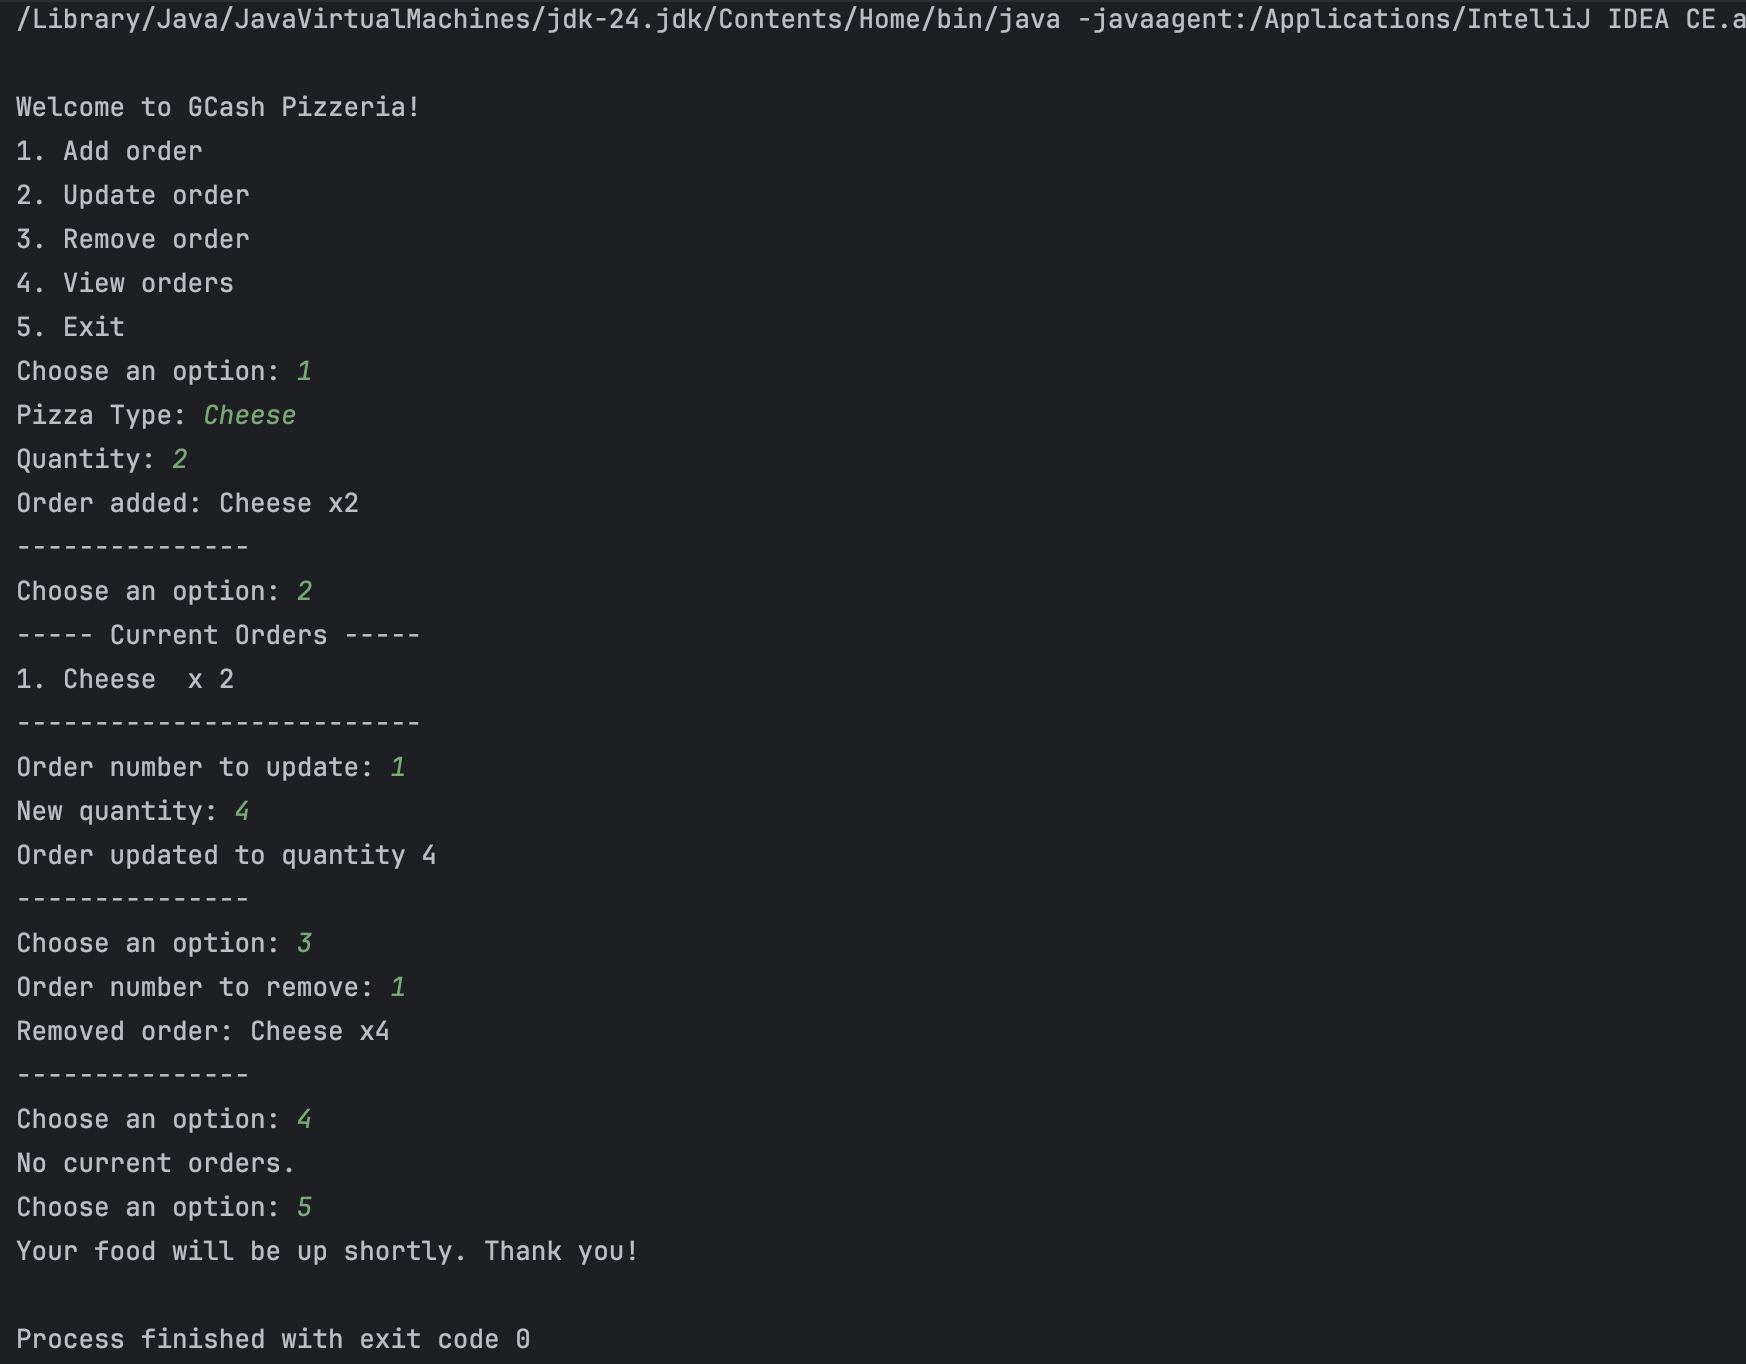 /Library/Java/JavaVirtualMachines/jdk-24.jdk/Contents/Home/bin/java -javaagent:/Applications/IntelliJ IDEA CE.a
Welcome to GCash Pizzeria!
1. Add order
2. Update order
3. Remove order
4. View orders
5. Exit
Choose an option: 1
Pizza Type: Cheese
Quantity: 2
Order added: Cheese x2
---------------
Choose an option: 2
----- Current Orders -----
1. Cheese  x 2
--------------------------
Order number to update: 1
New quantity: 4
Order updated to quantity 4
---------------
Choose an option: 3
Order number to remove: 1
Removed order: Cheese x4
---------------
Choose an option: 4
No current orders.
Choose an option: 5
Your food will be up shortly. Thank you!
Process finished with exit code 0